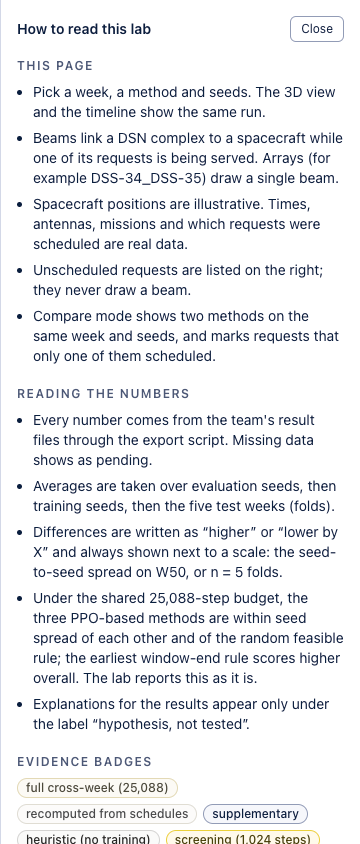 How to read this lab
Close
THIS PAGE
• Pick a week, a method and seeds. The 3D view
and the timeline show the same run.
• Beams link a DSN complex to a spacecraft while
one of its requests is being served. Arrays (for
example DSS-34_DSS-35) draw a single beam.
• Spacecraft positions are illustrative. Times,
antennas, missions and which requests were
scheduled are real data.
• Unscheduled requests are listed on the right;
they never draw a beam.
• Compare mode shows two methods on the
same week and seeds, and marks requests that
only one of them scheduled.
READING THE NUMBERS
• Every number comes from the team's result
files through the export script. Missing data
shows as pending.
• Averages are taken over evaluation seeds, then
training seeds, then the five test weeks (folds).
• Differences are written as “higher” or “lower by
X” and always shown next to a scale: the seed-
to-seed spread on W50, or n = 5 folds.
• Under the shared 25,088-step budget, the
three PPO-based methods are within seed
spread of each other and of the random feasible
rule; the earliest window-end rule scores higher
overall. The lab reports this as it is.
• Explanations for the results appear only under
the label “hypothesis, not tested”.
EVIDENCE BADGES
full cross-week (25,088)
recomputed from schedules supplementary
heuristic (no training) screening (1,024 steps)